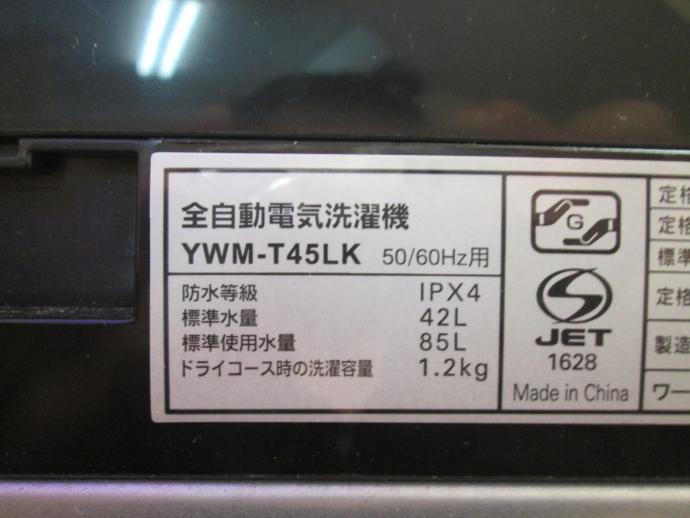 全自動電気洗濯機
YWM-T45LK 50/60Hz用
防水等級 IPX4
標準水量 42L
標準使用水量 85L
ドライコース時の洗濯容量 1.2kg
G
S
JET
1628
Made in China
定格
定格
標準
定格
製造
ワー